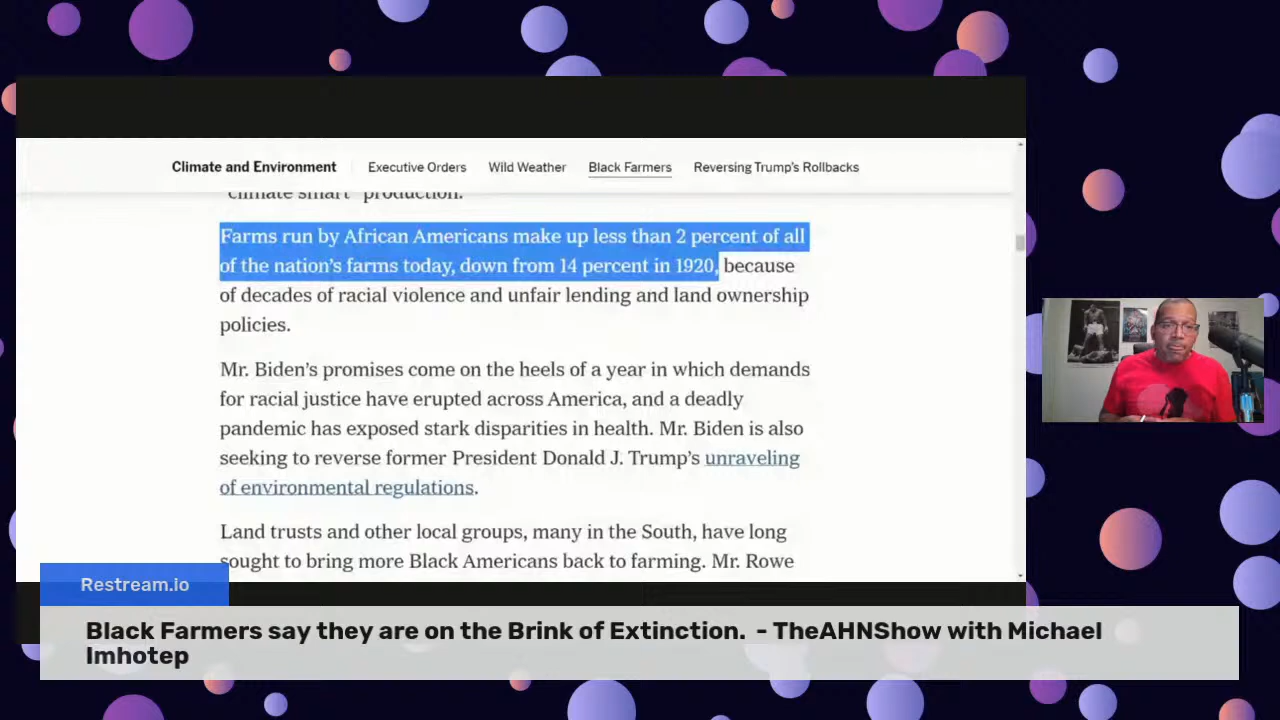 Climate and Environment
Executive Orders
Wild Weather
Black Farmers
Reversing Trump's Rollbacks
"climate smart" production.
Farms run by African Americans make up less than 2 percent of all
of the nation's farms today, down from 14 percent in 1920, because
of decades of racial violence and unfair lending and land ownership
policies.
Mr. Biden's promises come on the heels of a year in which demands
for racial justice have erupted across America, and a deadly
pandemic has exposed stark disparities in health. Mr. Biden is also
seeking to reverse former President Donald J. Trump's unraveling
of environmental regulations.
Land trusts and other local groups, many in the South, have long
sought to bring more Black Americans back to farming. Mr. Rowe
Restream.io
Black Farmers say they are on the Brink of Extinction. - TheAHNShow with Michael
Imhotep